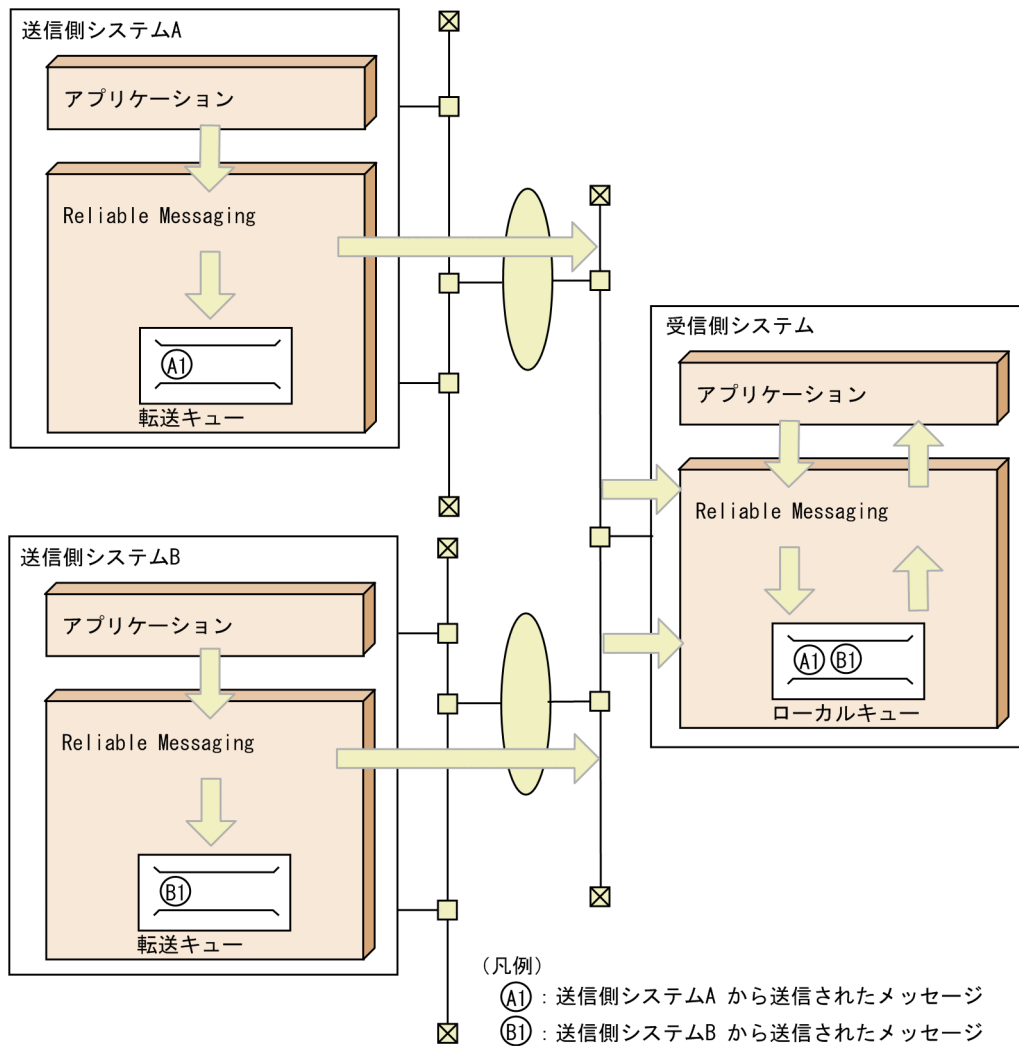 送信側システムA
アプリケーション
Reliable Messaging
A1
転送キュー
受信側システム
アプリケーション
Reliable Messaging
A1 B1
ローカルキュー
送信側システムB
アプリケーション
Reliable Messaging
B1
転送キュー
（凡例）
A1：送信側システムA から送信されたメッセージ
B1：送信側システムB から送信されたメッセージ